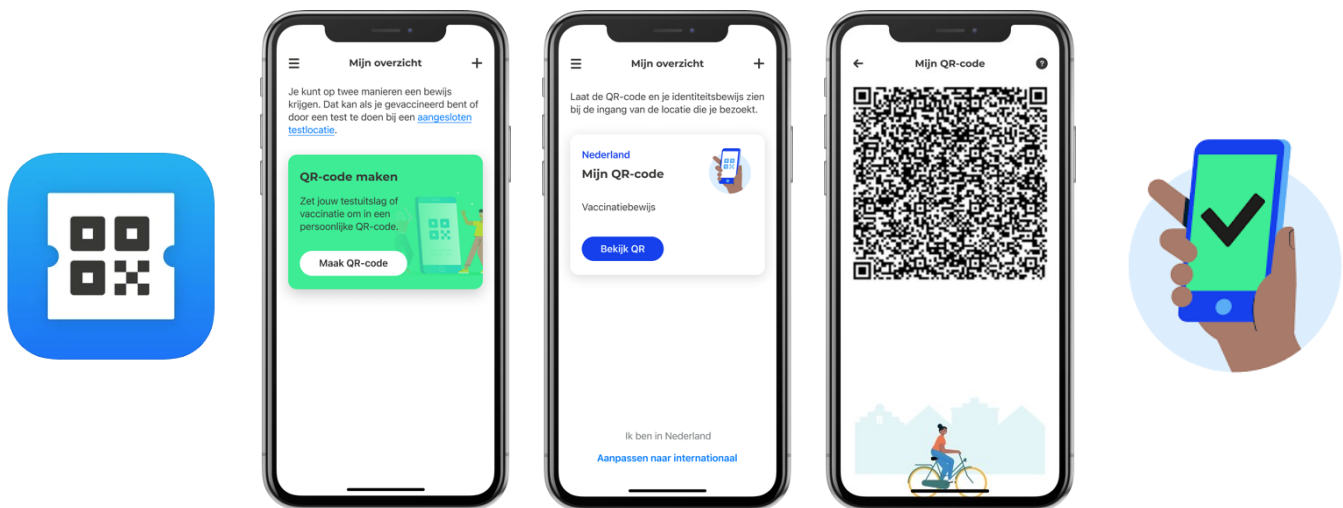 Mijn overzicht
Je kunt op twee manieren een bewijs
krijgen. Dat kan als je gevaccineerd bent of
door een test te doen bij een aangesloten
testlocatie.
QR-code maken
Zet jouw testuitslag of
vaccinatie om in een
persoonlijke QR-code.
Maak QR-code
Mijn overzicht
Laat de QR-code en je identiteitsbewijs zien
bij de ingang van de locatie die je bezoekt.
Nederland
Mijn QR-code
Vaccinatiebewijs
Bekijk QR
Ik ben in Nederland
Aanpassen naar internationaal
Mijn QR-code
?